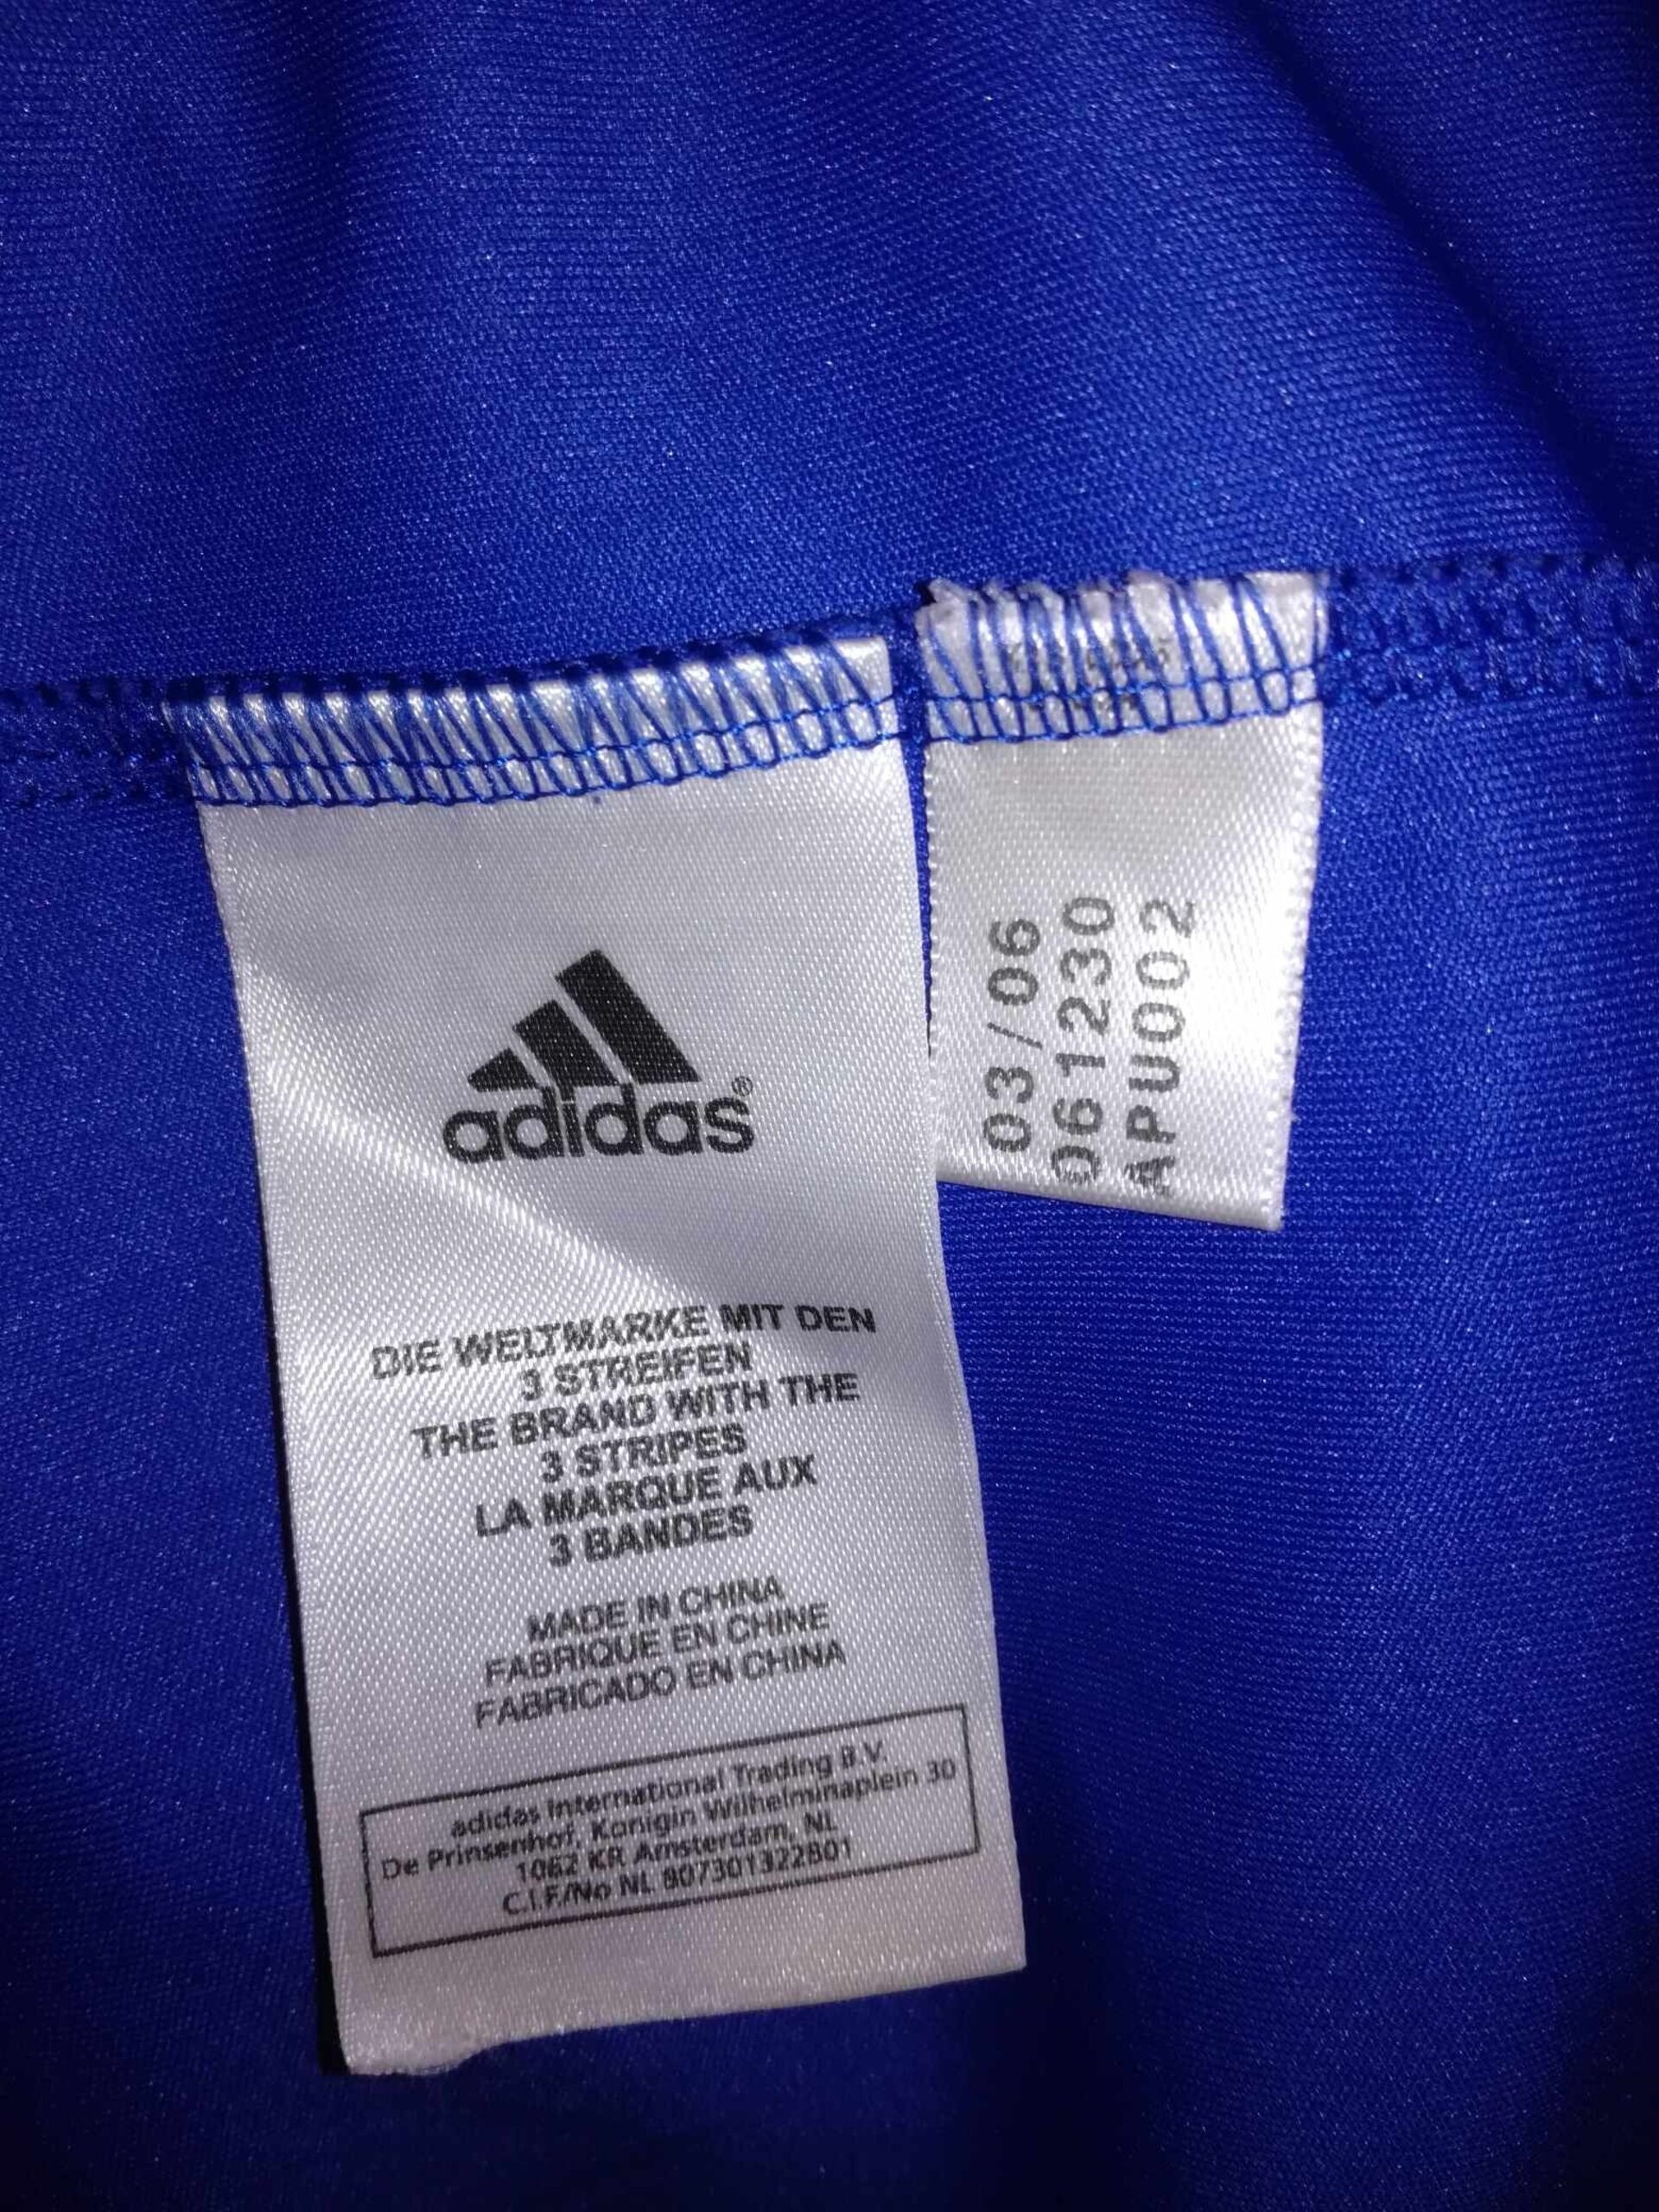 adidas®
DIE WELTMARKE MIT DEN
3 STREIFEN
THE BRAND WITH THE
3 STRIPES
LA MARQUE AUX
3 BANDES
MADE IN CHINA
FABRIQUE EN CHINE
FABRICADO EN CHINA
adidas International Trading B.V.
De Prinsenhof, Konigin Wilhelminaplein 30
1062 KR Amsterdam, NL
C.I.F./No NL 807301322B01
03/06
061230
APU002